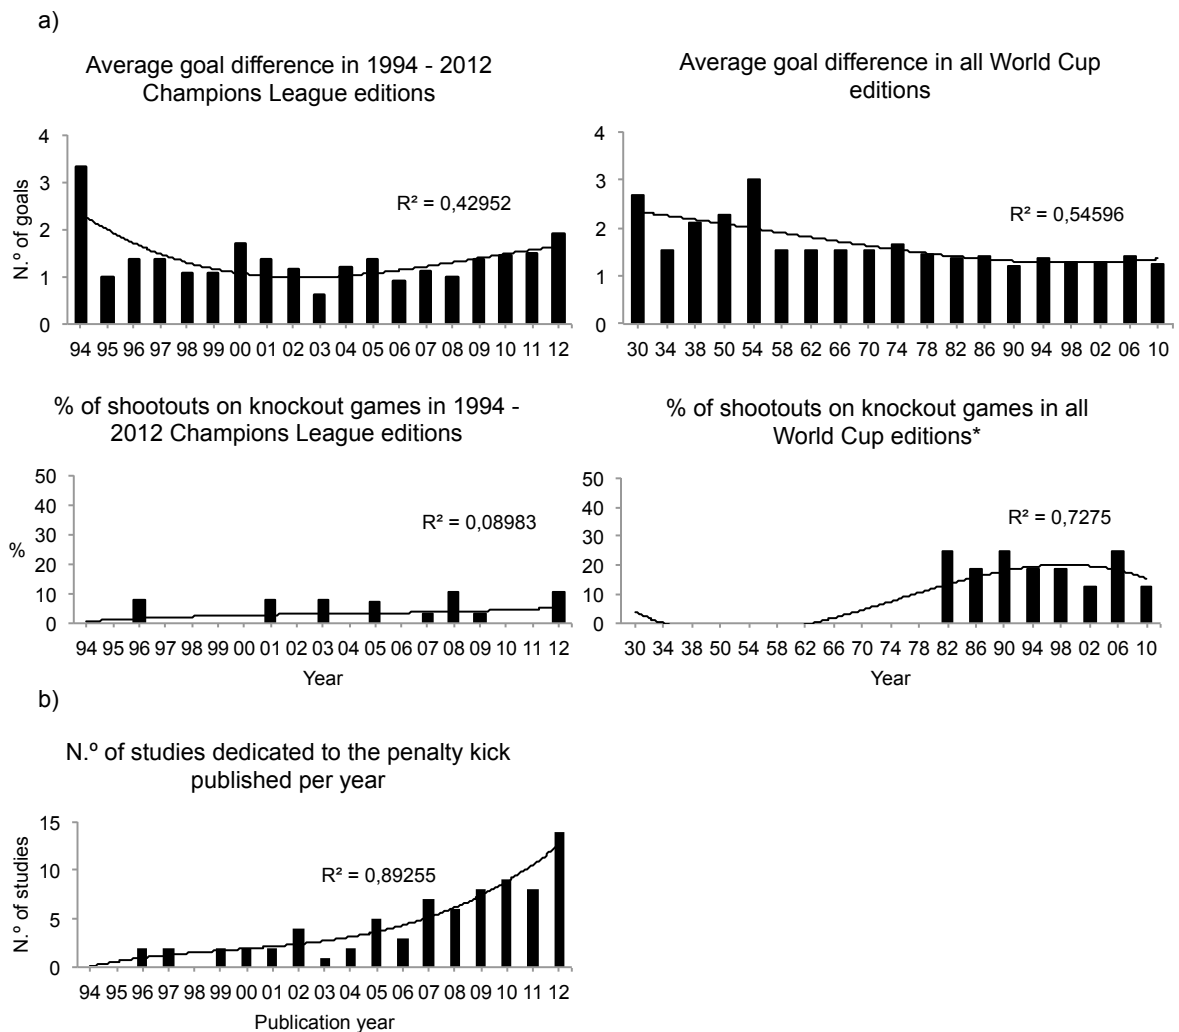 a)
Average goal difference in 1994 - 2012
Champions League editions
N.º of goals
4
3
2
1
0
R² = 0,42952
94 95 96 97 98 99 00 01 02 03 04 05 06 07 08 09 10 11 12
Average goal difference in all World Cup
editions
4
3
2
1
0
R² = 0,54596
30 34 38 50 54 58 62 66 70 74 78 82 86 90 94 98 02 06 10
% of shootouts on knockout games in 1994 -
2012 Champions League editions
%
50
40
30
20
10
0
R² = 0,08983
94 95 96 97 98 99 00 01 02 03 04 05 06 07 08 09 10 11 12
Year
% of shootouts on knockout games in all
World Cup editions*
50
40
30
20
10
0
R² = 0,7275
30 34 38 50 54 58 62 66 70 74 78 82 86 90 94 98 02 06 10
Year
b)
N.º of studies dedicated to the penalty kick
published per year
N.º of studies
15
10
5
0
R² = 0,89255
94 95 96 97 98 99 00 01 02 03 04 05 06 07 08 09 10 11 12
Publication year